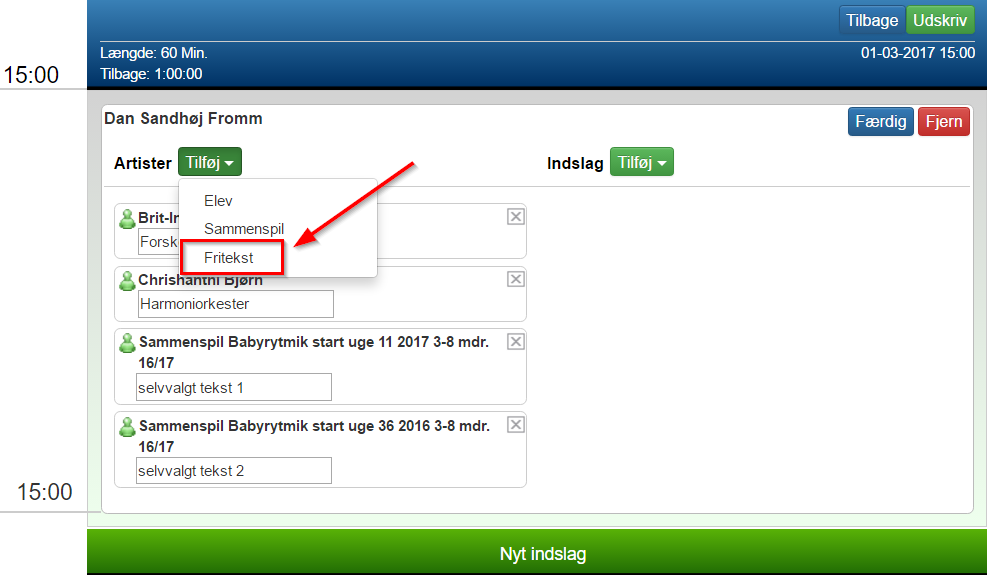 Tilbage Udskriv
Længde: 60 Min. 01-03-2017 15:00
15:00 Tilbage: 1:00:00
Dan Sandhøj Fromm Færdig Fjern
Artister Tilføj Indslag Tilføj
Elev
Sammenspil
Fritekst
Brit-In
Forsk
Chrishanthi Bjørn
Harmoniorkester
Sammenspil Babyrytmik start uge 11 2017 3-8 mdr.
16/17
selvvalgt tekst 1
Sammenspil Babyrytmik start uge 36 2016 3-8 mdr.
16/17
selvvalgt tekst 2
15:00
Nyt indslag